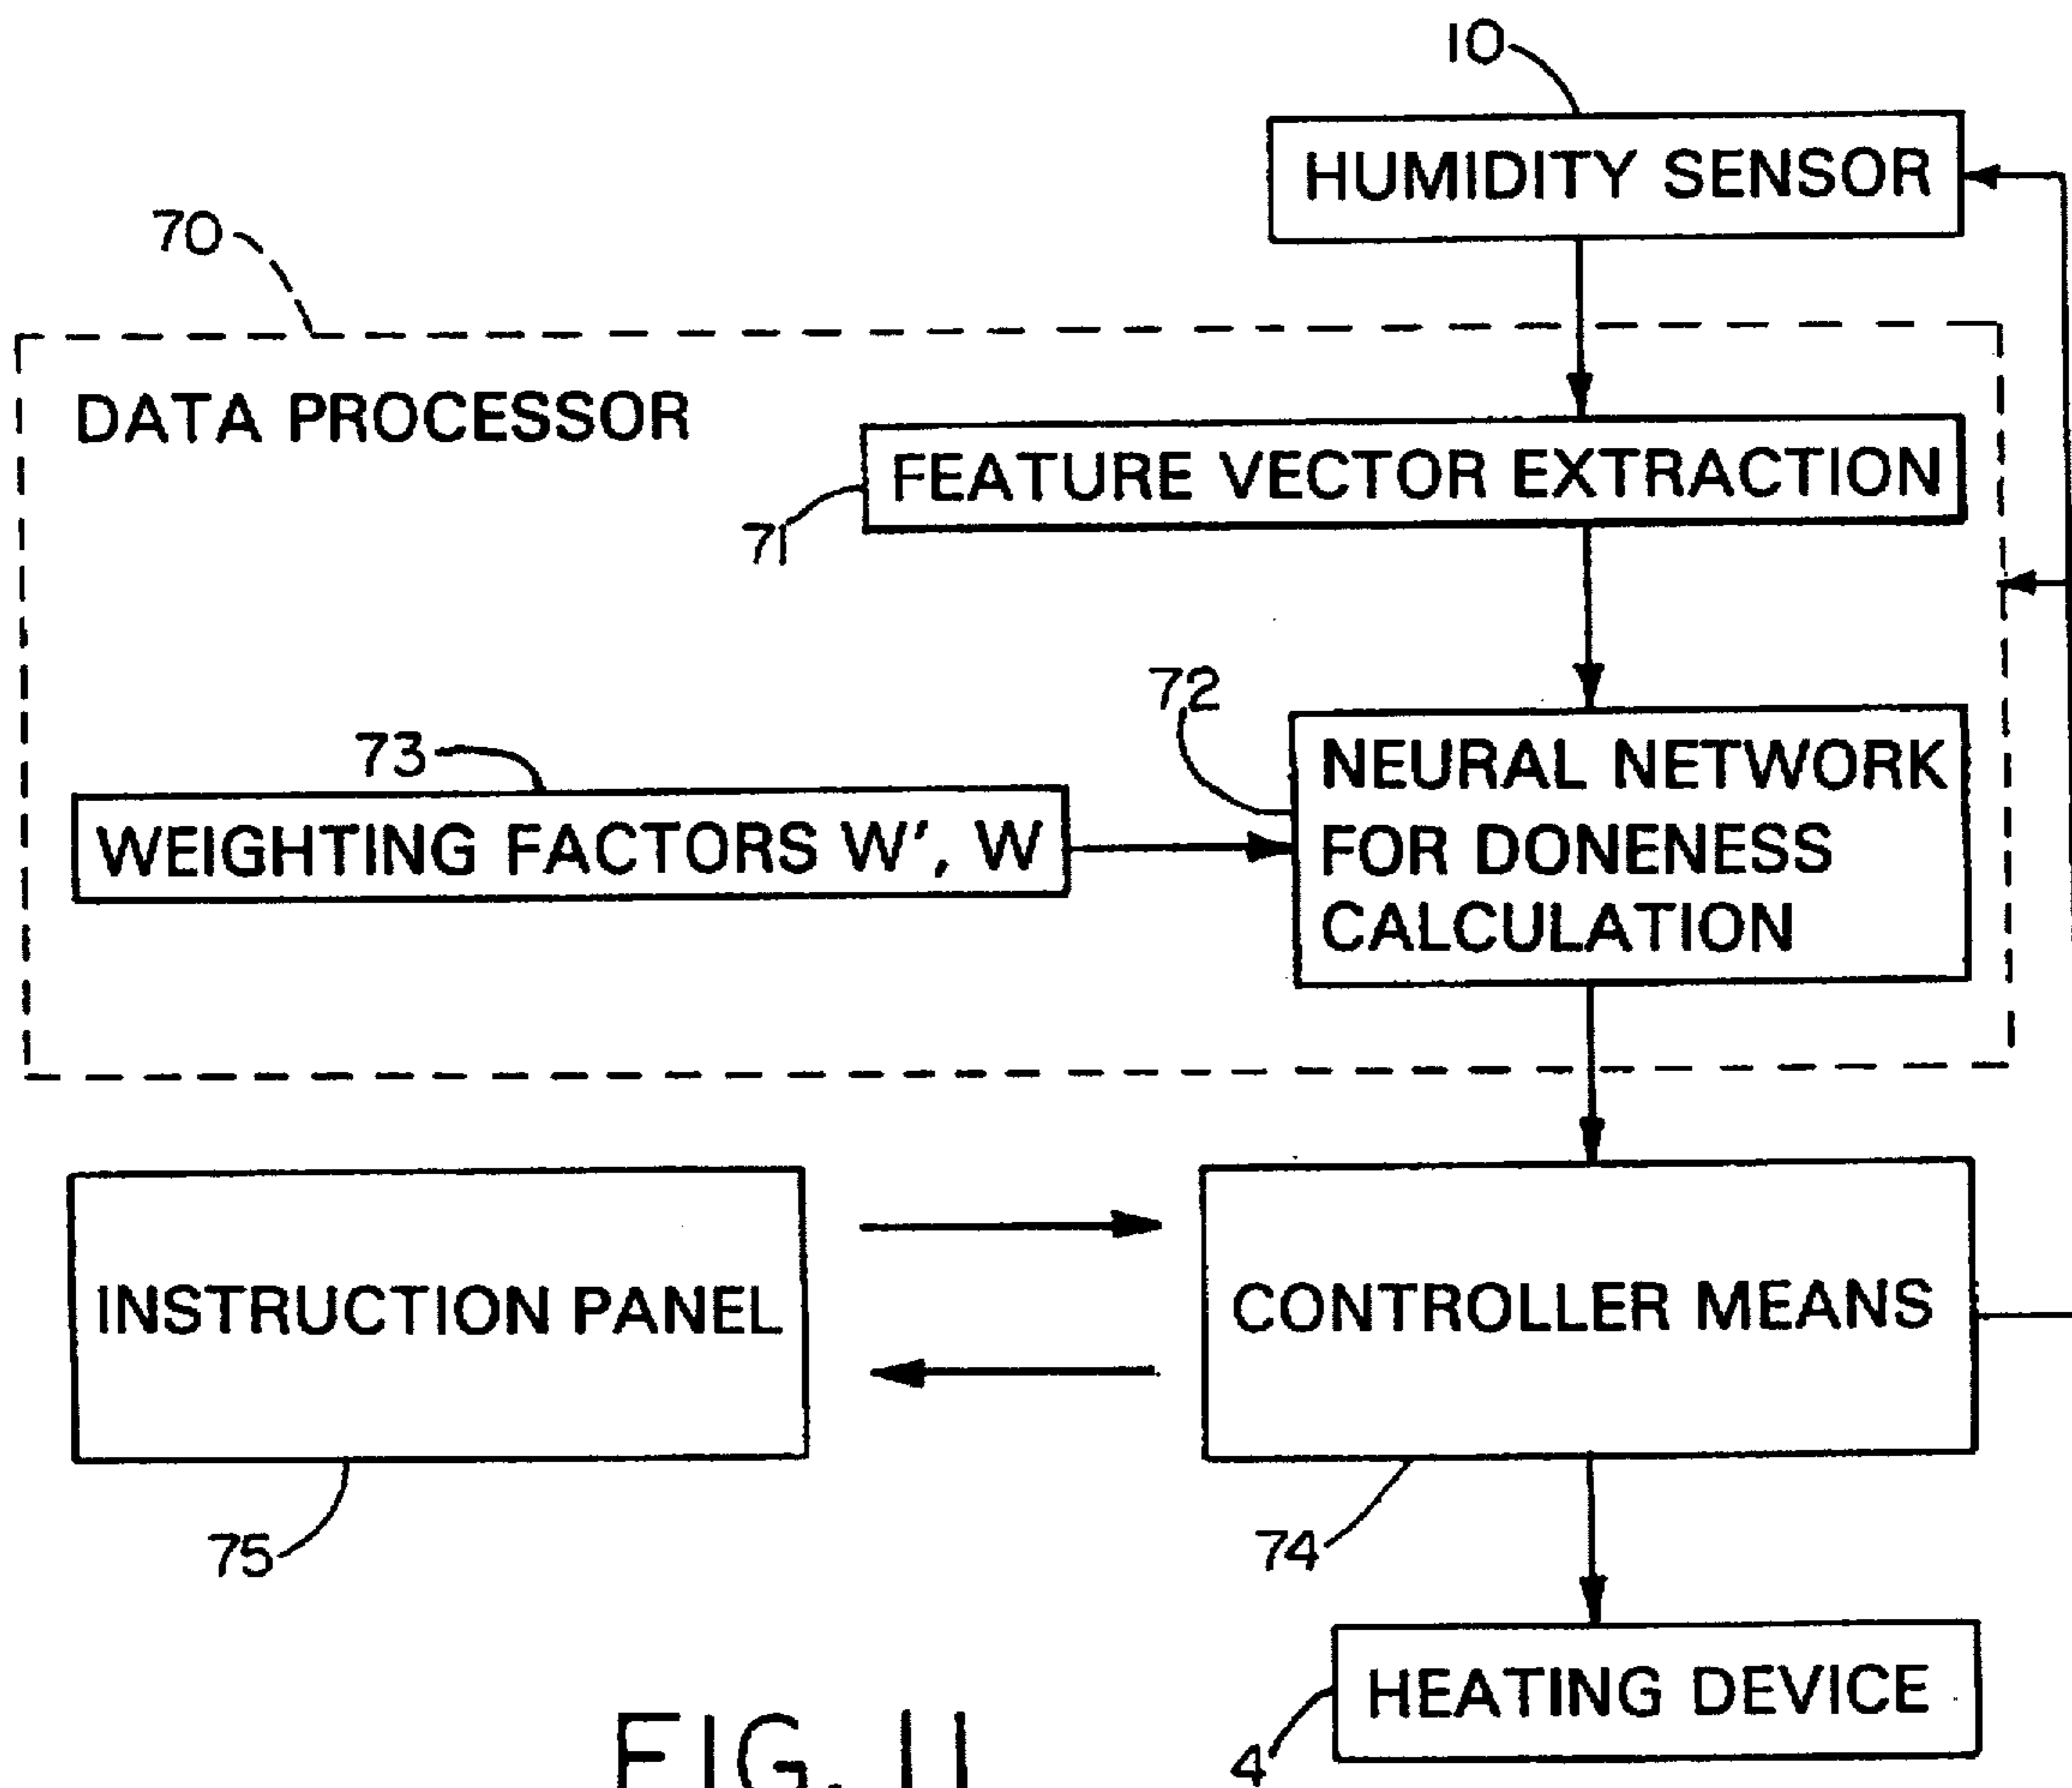 10
HUMIDITY SENSOR
70
DATA PROCESSOR
FEATURE VECTOR EXTRACTION
71
72
NEURAL NETWORK
FOR DONENESS
CALCULATION
73
WEIGHTING FACTORS W', W
INSTRUCTION PANEL
CONTROLLER MEANS
75
74
HEATING DEVICE
4
FIG. 11